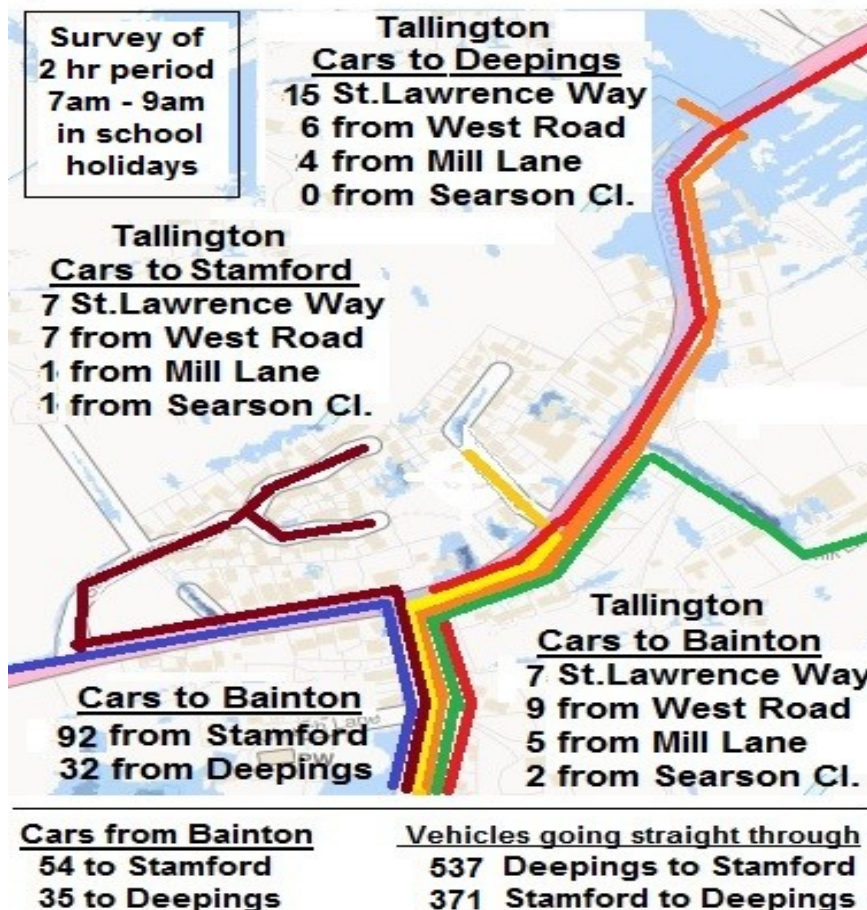 Survey of
2 hr period
7am - 9am
in school
holidays
Tallington
Cars to Deepings
15 St.Lawrence Way
6 from West Road
4 from Mill Lane
0 from Searson Cl.
Tallington
Cars to Stamford
7 St.Lawrence Way
7 from West Road
1 from Mill Lane
1 from Searson Cl.
Tallington
Cars to Bainton
7 St.Lawrence Way
9 from West Road
5 from Mill Lane
2 from Searson Cl.
Cars to Bainton
92 from Stamford
32 from Deepings
Lane
PW
Cars from Bainton
54 to Stamford
35 to Deepings
Vehicles going straight through
537 Deepings to Stamford
371 Stamford to Deepings